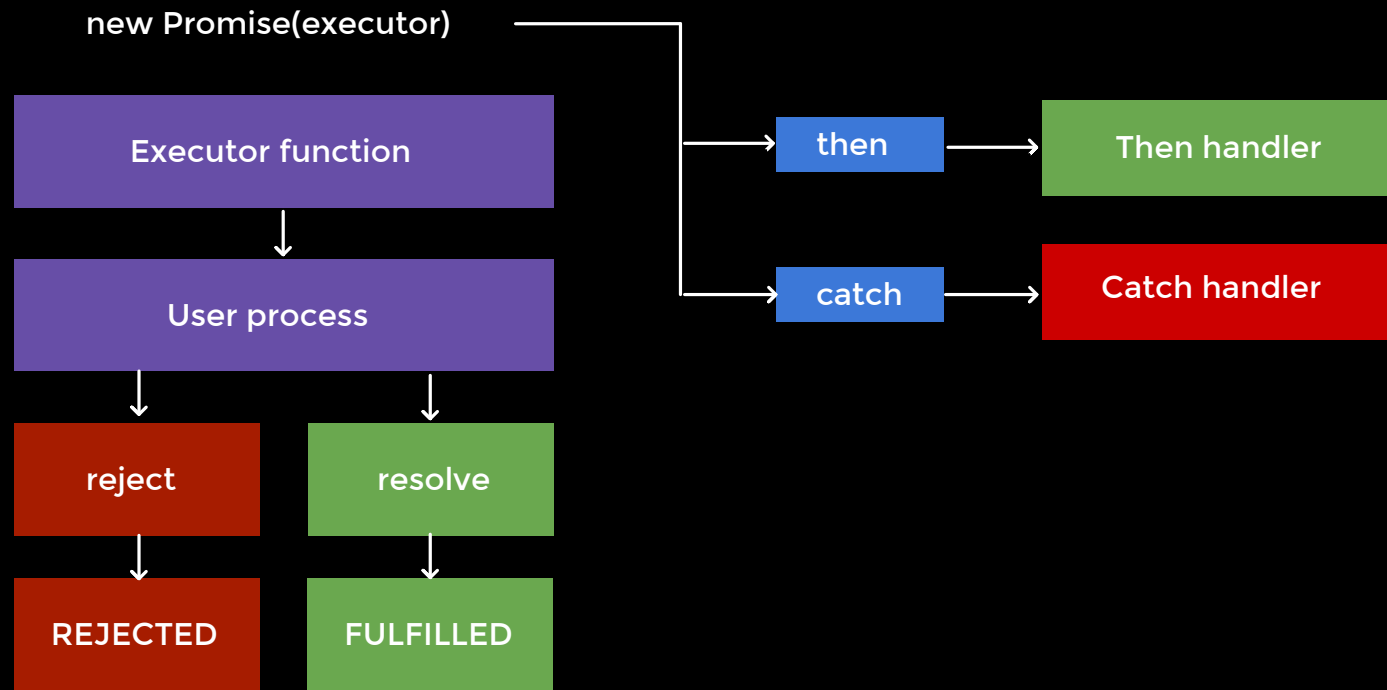 new Promise(executor)
Executor function
User process
reject
resolve
REJECTED
FULFILLED
then
Then handler
catch
Catch handler